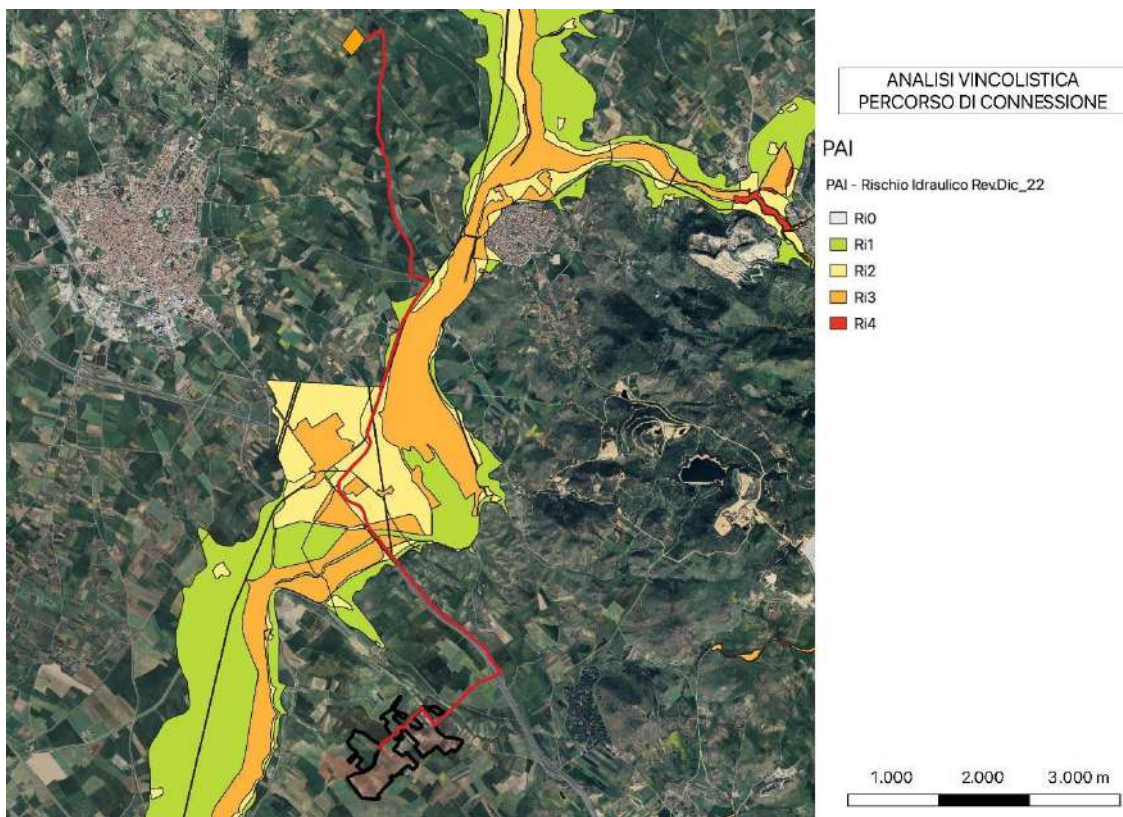 ANALISI VINCOLISTICA
PERCORSO DI CONNESSIONE
PAI
PAI - Rischio Idraulico Rev.Dic_22
Ri0
Ri1
Ri2
Ri3
Ri4
1.000 2.000 3.000 m